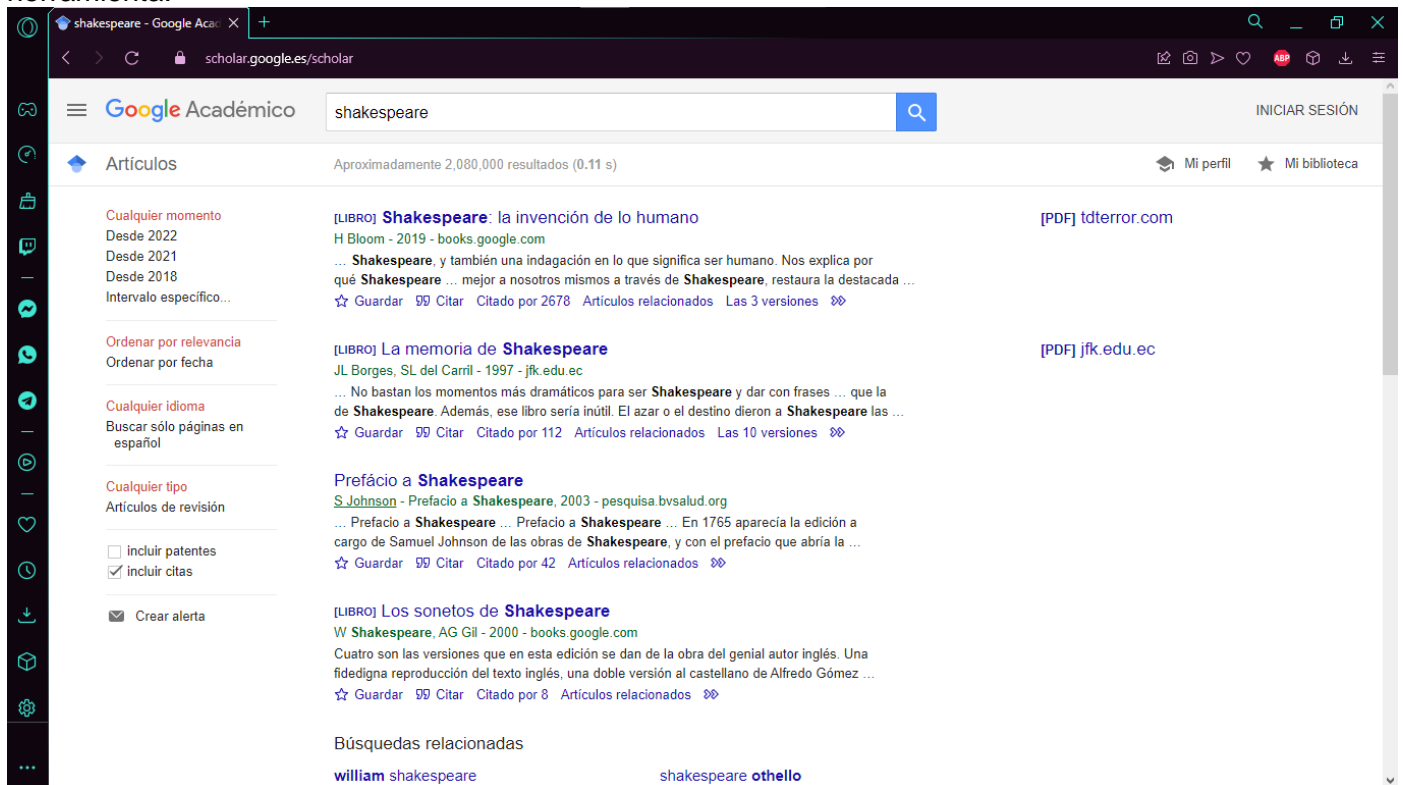 herramienta.
shakespeare - Google Acad
scholar.google.es/scholar
ABP
Google Académico
shakespeare
INICIAR SESIÓN
Artículos
Aproximadamente 2,080,000 resultados (0.11 s)
Mi perfil
Mi biblioteca
Cualquier momento
Desde 2022
Desde 2021
Desde 2018
Intervalo específico...
Ordenar por relevancia
Ordenar por fecha
Cualquier idioma
Buscar sólo páginas en
español
Cualquier tipo
Artículos de revisión
incluir patentes
incluir citas
Crear alerta
[LIBRO] Shakespeare: la invención de lo humano
[PDF] tdterror.com
H Bloom - 2019 - books.google.com
… Shakespeare, y también una indagación en lo que significa ser humano. Nos explica por
qué Shakespeare … mejor a nosotros mismos a través de Shakespeare, restaura la destacada …
Guardar Citar Citado por 2678 Artículos relacionados Las 3 versiones
[LIBRO] La memoria de Shakespeare
[PDF] jfk.edu.ec
JL Borges, SL del Carril - 1997 - jfk.edu.ec
… No bastan los momentos más dramáticos para ser Shakespeare y dar con frases … que la
de Shakespeare. Además, ese libro sería inútil. El azar o el destino dieron a Shakespeare las …
Guardar Citar Citado por 112 Artículos relacionados Las 10 versiones
Prefácio a Shakespeare
S Johnson - Prefacio a Shakespeare, 2003 - pesquisa.bvsalud.org
… Prefacio a Shakespeare … Prefacio a Shakespeare … En 1765 aparecía la edición a
cargo de Samuel Johnson de las obras de Shakespeare, y con el prefacio que abría la …
Guardar Citar Citado por 42 Artículos relacionados
[LIBRO] Los sonetos de Shakespeare
W Shakespeare, AG Gil - 2000 - books.google.com
Cuatro son las versiones que en esta edición se dan de la obra del genial autor inglés. Una
fidedigna reproducción del texto inglés, una doble versión al castellano de Alfredo Gómez …
Guardar Citar Citado por 8 Artículos relacionados
Búsquedas relacionadas
william shakespeare
shakespeare othello